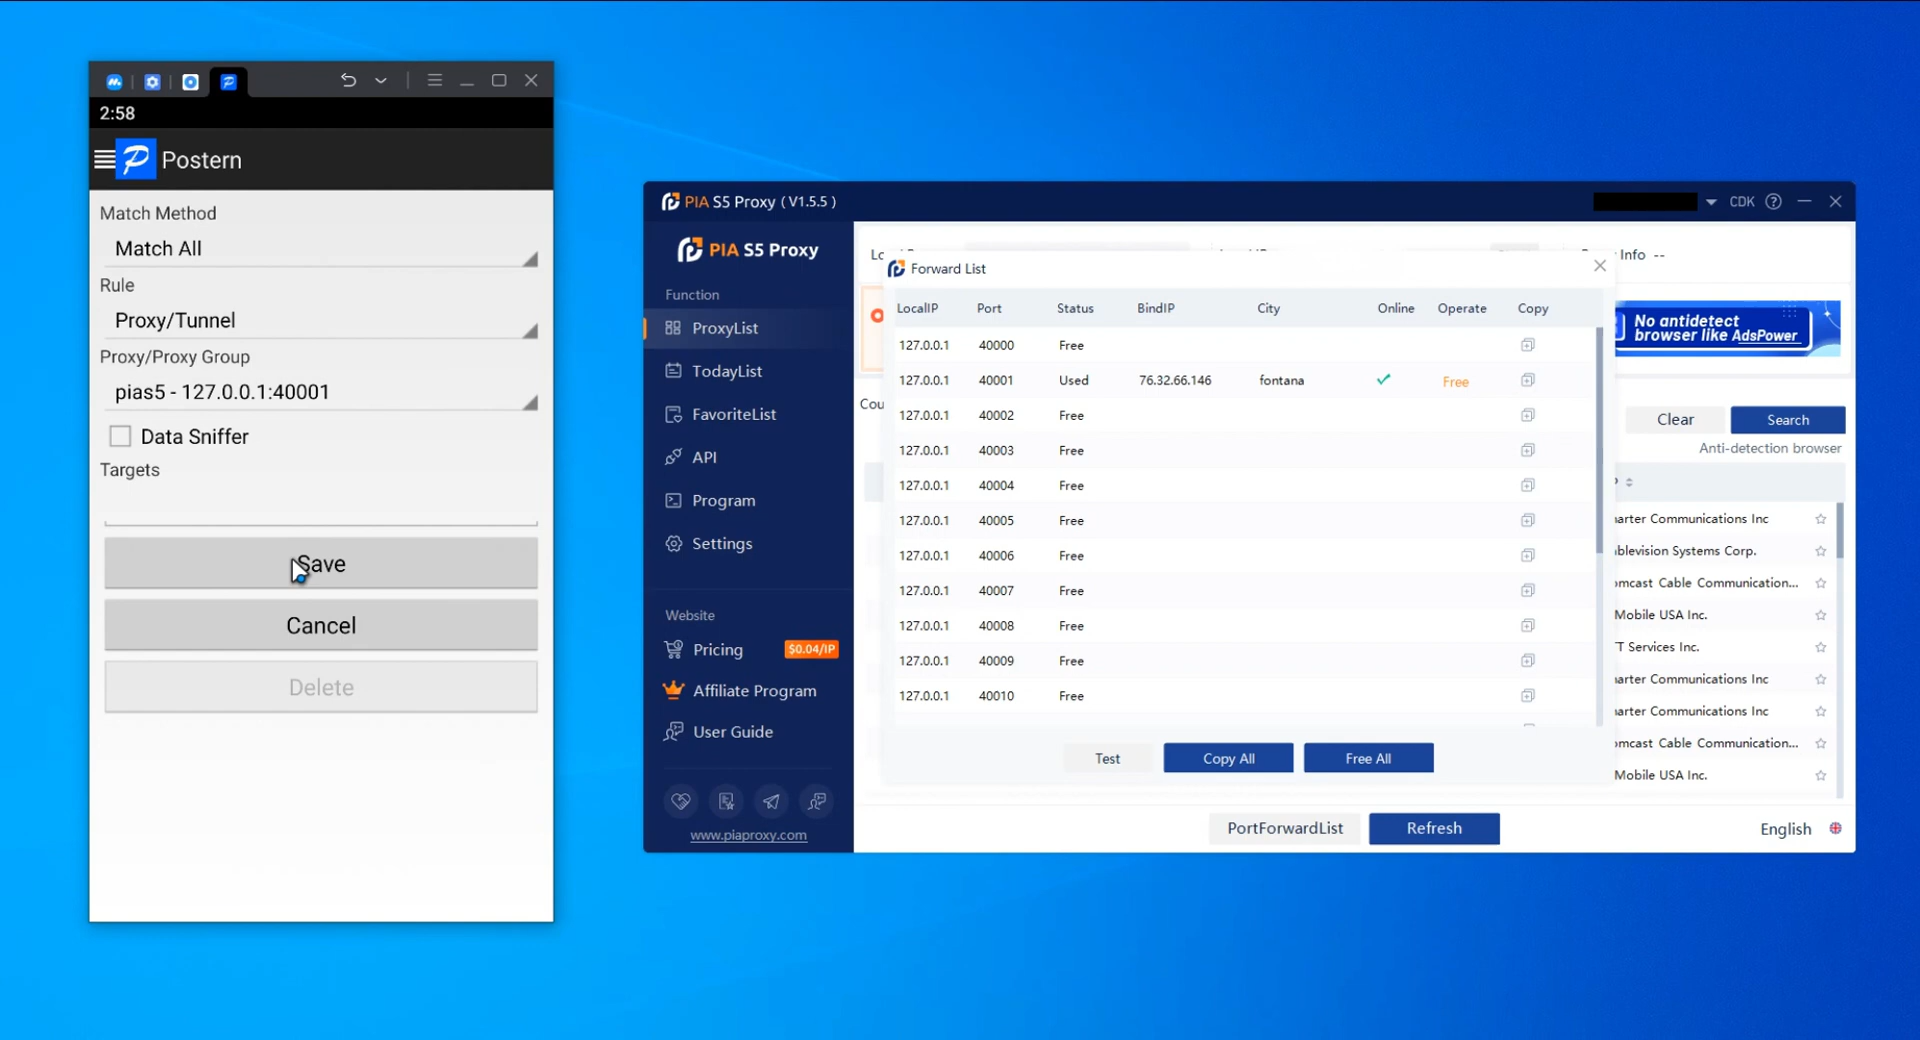 2:58
Postern
Match Method
Match All
Rule
Proxy/Tunnel
Proxy/Proxy Group
pias5 - 127.0.0.1:40001
Data Sniffer
Targets
Save
Cancel
Delete
PIA S5 Proxy ( V1.5.5 )
CDK
PIA S5 Proxy
Function
ProxyList
TodayList
FavoriteList
API
Program
Settings
Website
Pricing $0.04/IP
Affiliate Program
User Guide
www.piaproxy.com
Info --
Forward List
LocalIP Port Status BindIP City Online Operate Copy
127.0.0.1 40000 Free
127.0.0.1 40001 Used 76.32.66.146 fontana Free
127.0.0.1 40002 Free
127.0.0.1 40003 Free
127.0.0.1 40004 Free
127.0.0.1 40005 Free
127.0.0.1 40006 Free
127.0.0.1 40007 Free
127.0.0.1 40008 Free
127.0.0.1 40009 Free
127.0.0.1 40010 Free
Test Copy All Free All
No antidetect
browser like AdsPower
Cou
Clear Search
Anti-detection browser
arter Communications Inc
blevision Systems Corp.
omcast Cable Communication...
Mobile USA Inc.
T Services Inc.
arter Communications Inc
arter Communications Inc
omcast Cable Communication...
Mobile USA Inc.
PortForwardList Refresh
English